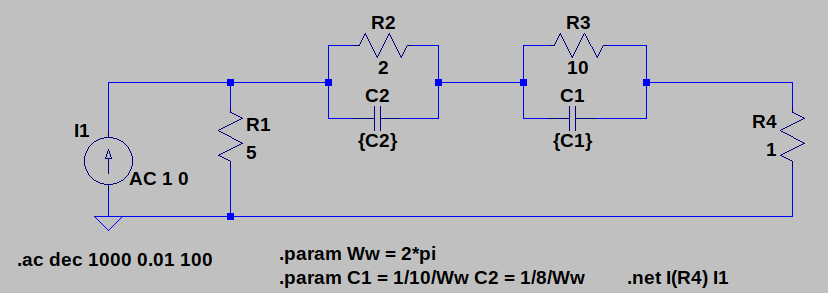 R2
R3
2
10
C2
C1
I1
R1
R4
5
{C2}
{C1}
1
AC 1 0
.ac dec 1000 0.01 100
.param Ww = 2*pi
.param C1 = 1/10/Ww C2 = 1/8/Ww
.net I(R4) I1